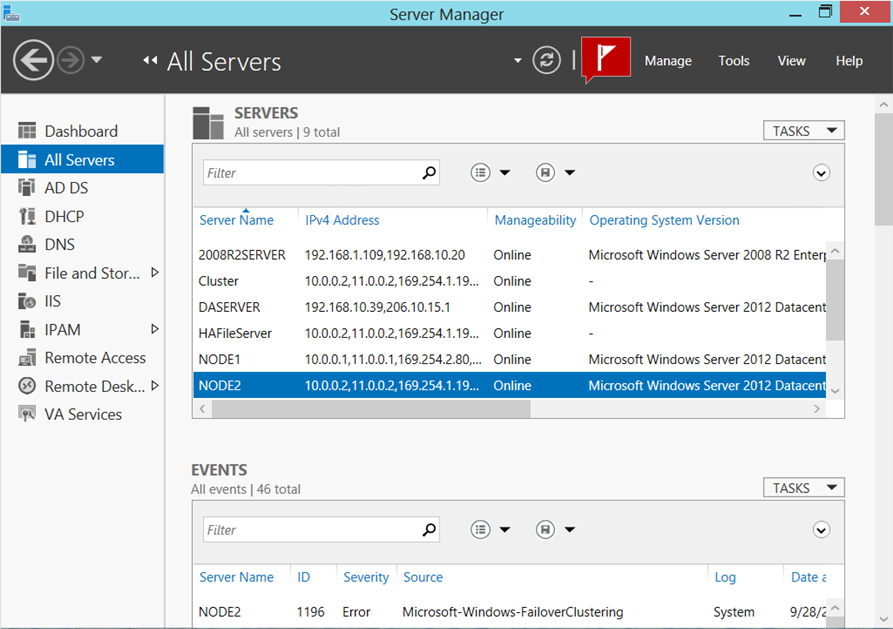 Server Manager
All Servers
Manage Tools View Help
Dashboard
All Servers
AD DS
DHCP
DNS
File and Stor...
IIS
IPAM
Remote Access
Remote Desk...
VA Services
SERVERS
All servers | 9 total
TASKS
Filter
Server Name IPv4 Address Manageability Operating System Version
2008R2SERVER 192.168.1.109,192.168.10.20 Online Microsoft Windows Server 2008 R2 Enterp
Cluster 10.0.0.2,11.0.0.2,169.254.1.19... Online -
DASERVER 192.168.10.39,206.10.15.1 Online Microsoft Windows Server 2012 Datacent
HAFileServer 10.0.0.2,11.0.0.2,169.254.1.19... Online -
NODE1 10.0.0.1,11.0.0.1,169.254.2.80,... Online Microsoft Windows Server 2012 Datacent
NODE2 10.0.0.2,11.0.0.2,169.254.1.19... Online Microsoft Windows Server 2012 Datacent
EVENTS
All events | 46 total
TASKS
Filter
Server Name ID Severity Source Log Date a
NODE2 1196 Error Microsoft-Windows-FailoverClustering System 9/28/2